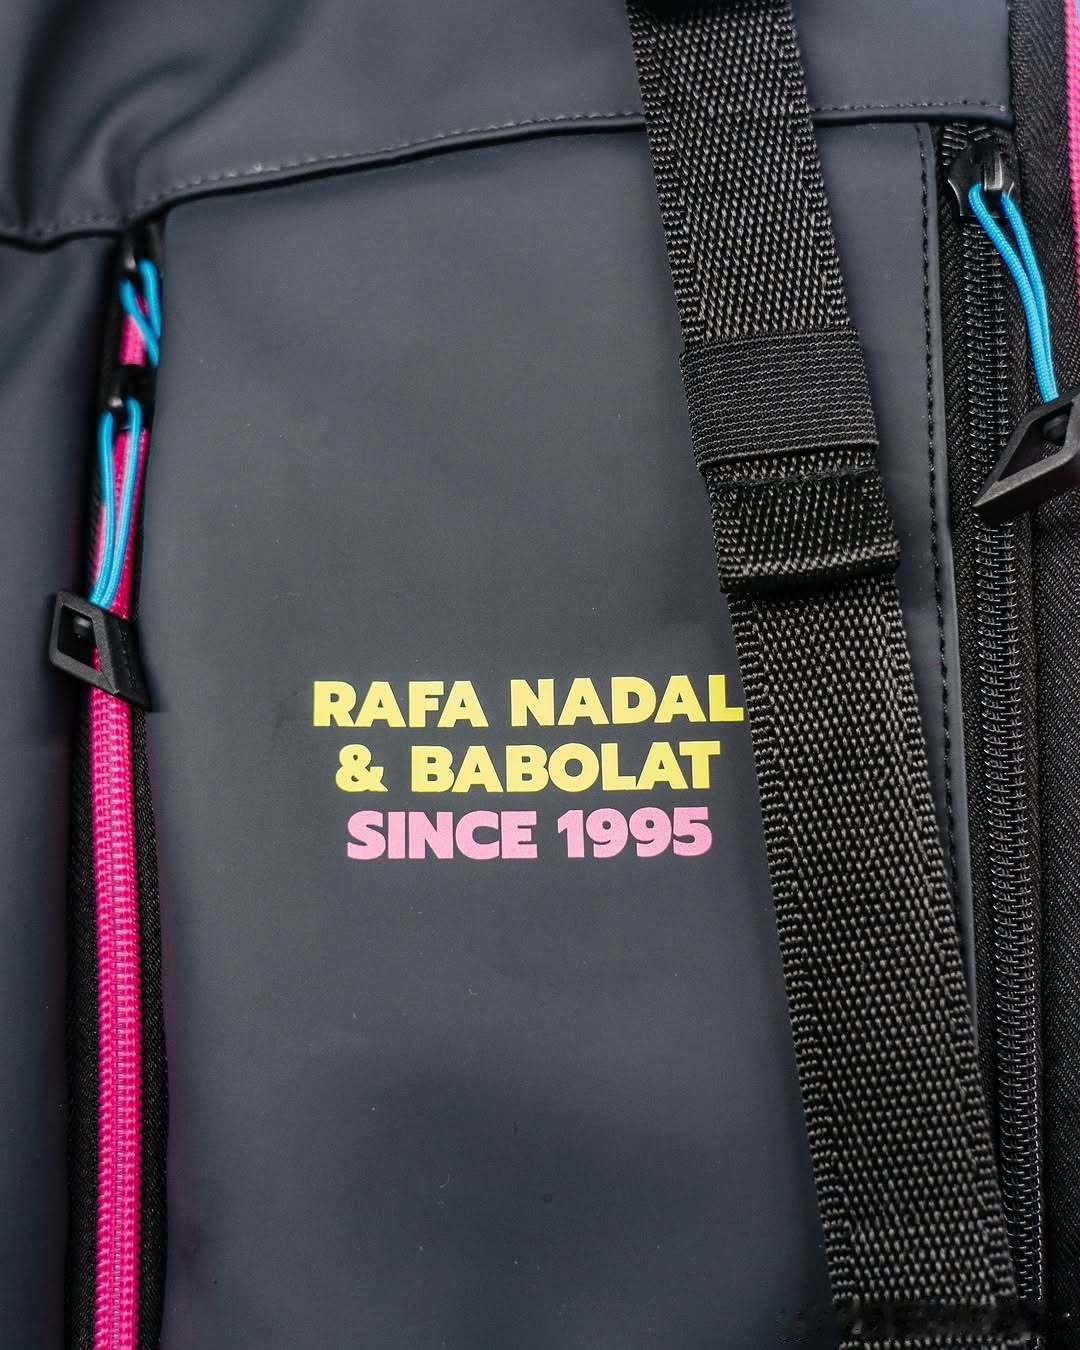 RAFA NADAL
& BABOLAT
SINCE 1995